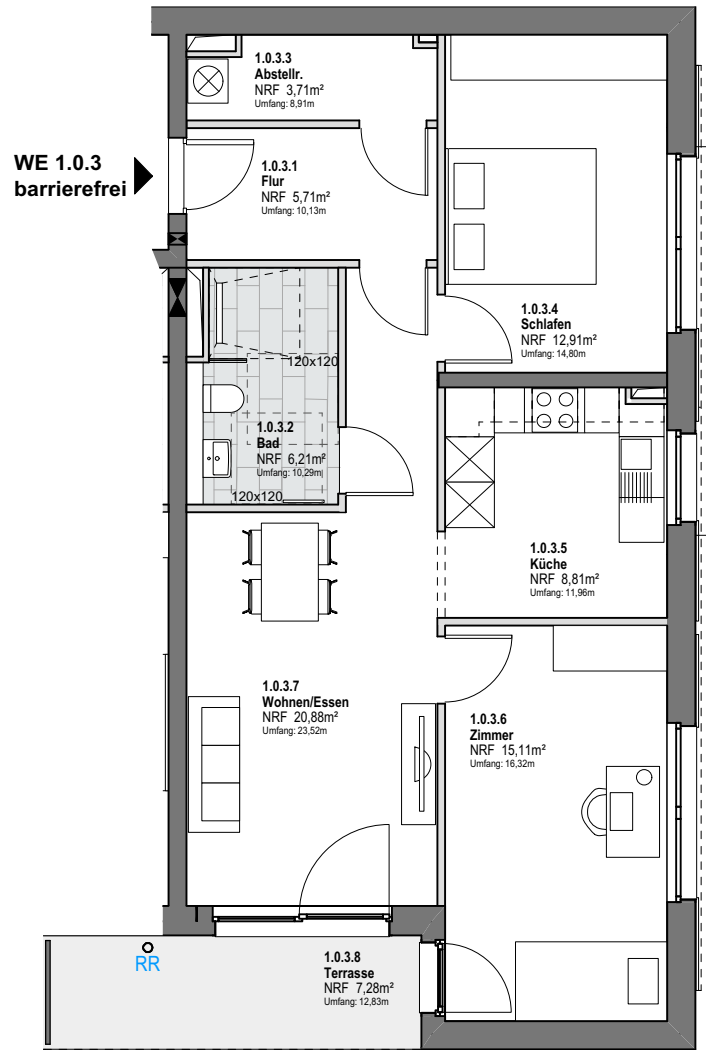 1.0.3.3
Abstellr.
NRF 3,71m²
Umfang: 8,91m
WE 1.0.3
barrierefrei
1.0.3.1
Flur
NRF 5,71m²
Umfang: 10,13m
1.0.3.4
Schlafen
NRF 12,91m²
Umfang: 14,80m
120x120
1.0.3.2
Bad
NRF 6,21m²
Umfang: 10,29m
120x120
1.0.3.5
Küche
NRF 8,81m²
Umfang: 11,96m
1.0.3.7
Wohnen/Essen
NRF 20,88m²
Umfang: 23,52m
1.0.3.6
Zimmer
NRF 15,11m²
Umfang: 16,32m
RR
1.0.3.8
Terrasse
NRF 7,28m²
Umfang: 12,83m